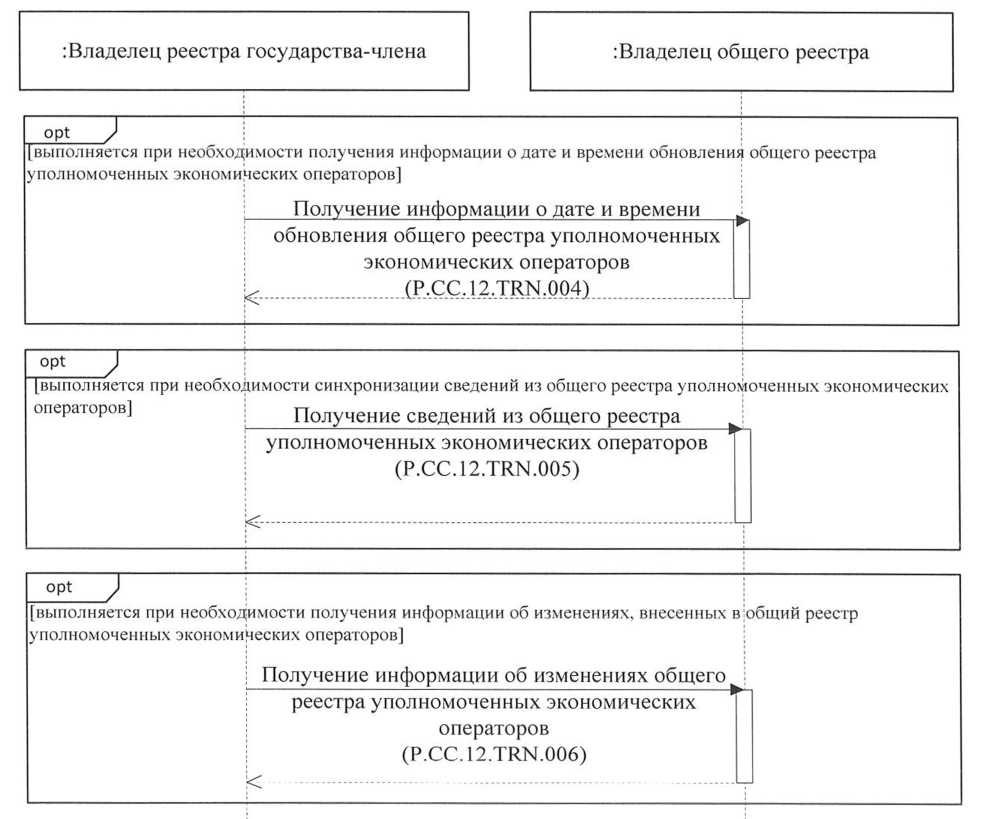 :Владелец реестра государства-члена
:Владелец общего реестра
opt
[выполняется при необходимости получения информации о дате и времени обновления общего реестра
уполномоченных экономических операторов]
Получение информации о дате и времени
обновления общего реестра уполномоченных
экономических операторов
(P.CC.12.TRN.004)
opt
[выполняется при необходимости синхронизации сведений из общего реестра уполномоченных экономических
операторов]
Получение сведений из общего реестра
уполномоченных экономических операторов
(P.CC.12.TRN.005)
opt
[выполняется при необходимости получения информации об изменениях, внесенных в общий реестр
уполномоченных экономических операторов]
Получение информации об изменениях общего
реестра уполномоченных экономических
операторов
(P.CC.12.TRN.006)